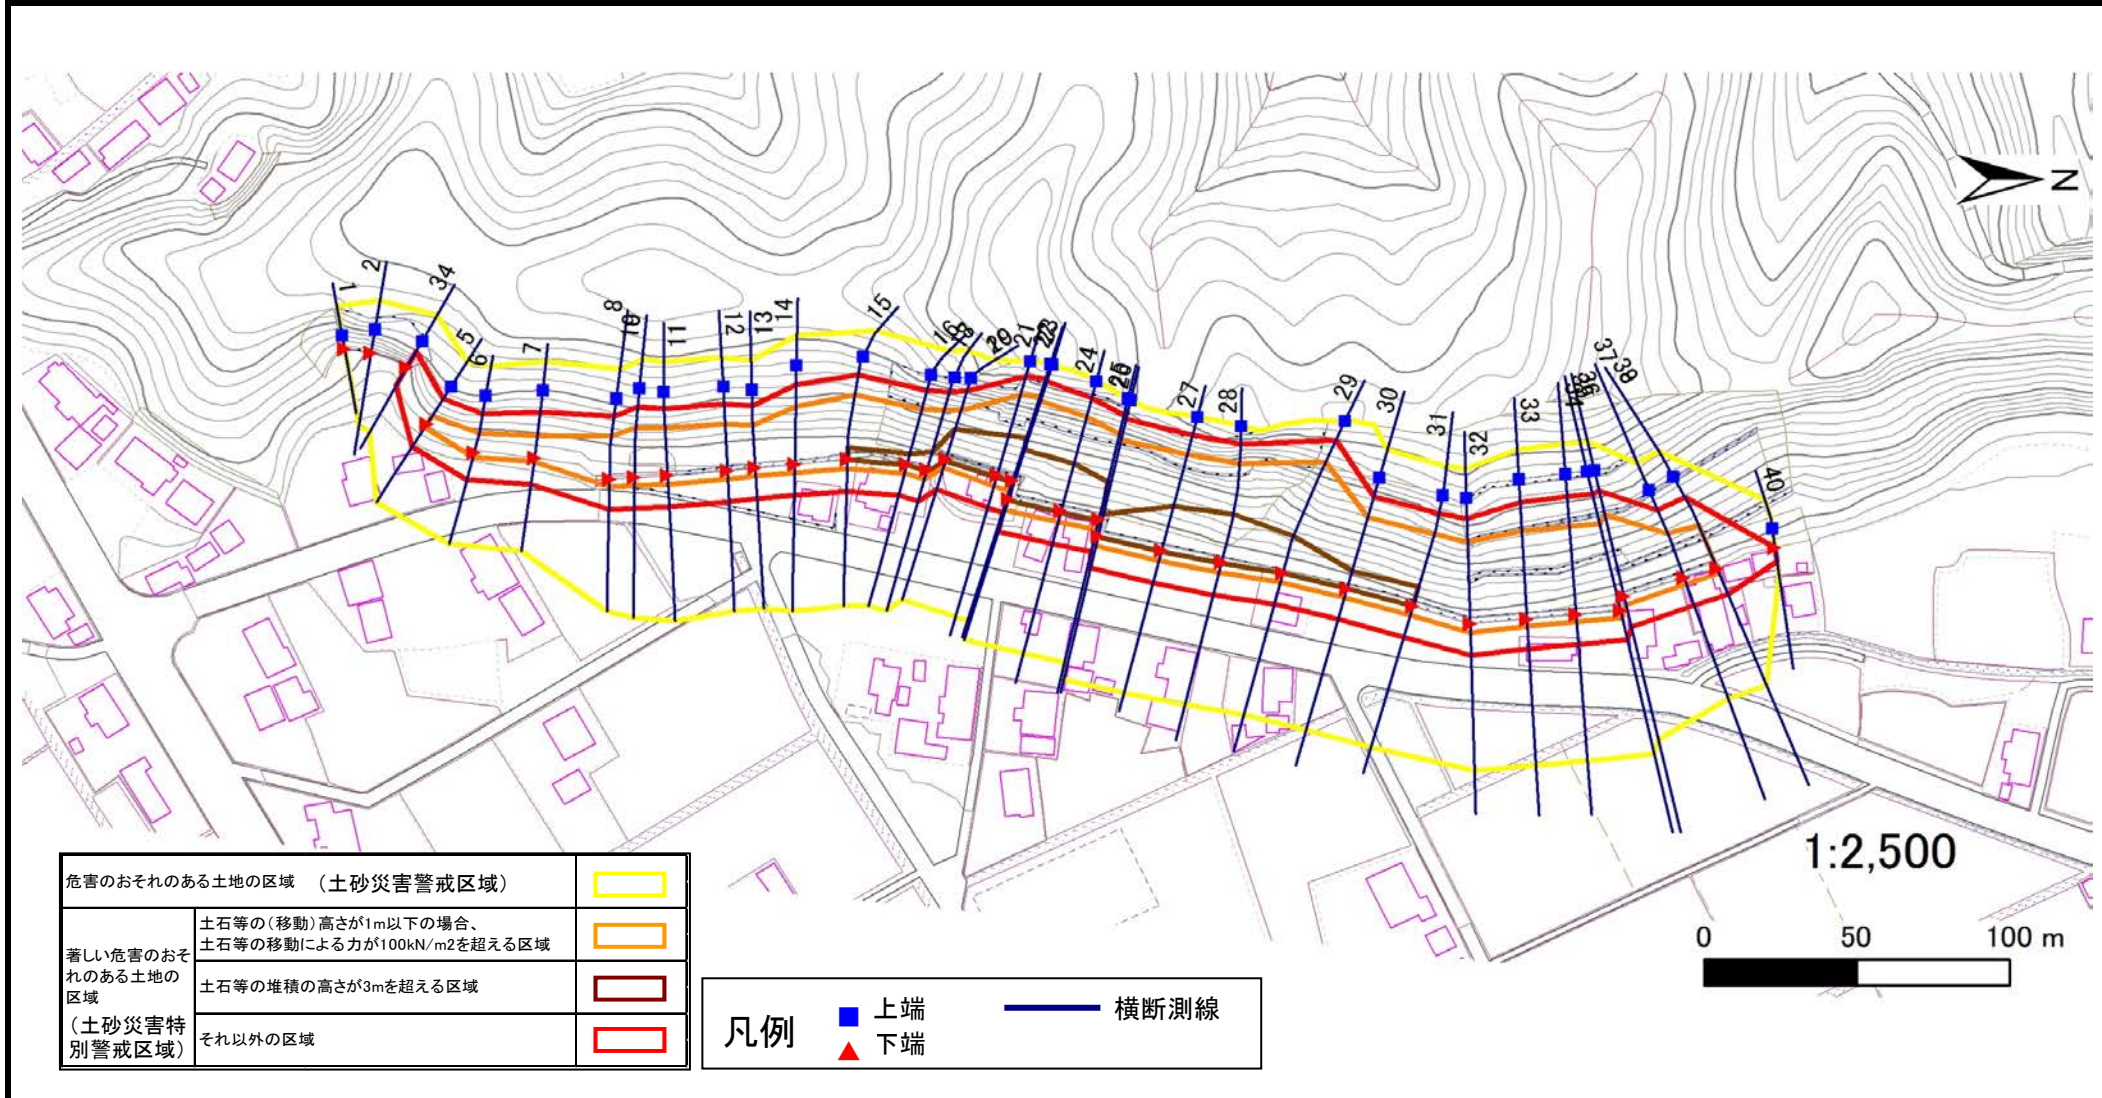 1
2
34
5
6
7
8
10
11
12
13
14
15
16
21
24
27
28
29
30
31
32
33
36
37
40
N
1:2,500
0 50 100 m
危害のおそれのある土地の区域 (土砂災害警戒区域)
著しい危害のおそ
れのある土地の
区域
(土砂災害特
別警戒区域)
土石等の(移動)高さが1m以下の場合、
土石等の移動による力が100kN/m2を超える区域
土石等の堆積の高さが3mを超える区域
それ以外の区域
凡例
上端
下端
横断測線